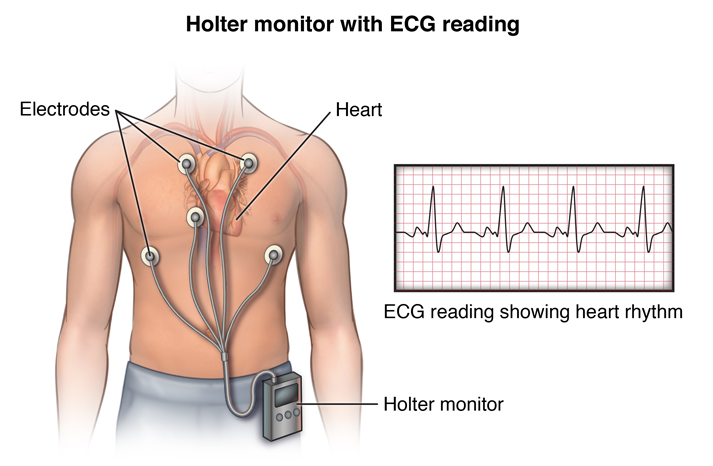 Holter monitor with ECG reading
Electrodes
Heart
ECG reading showing heart rhythm
Holter monitor